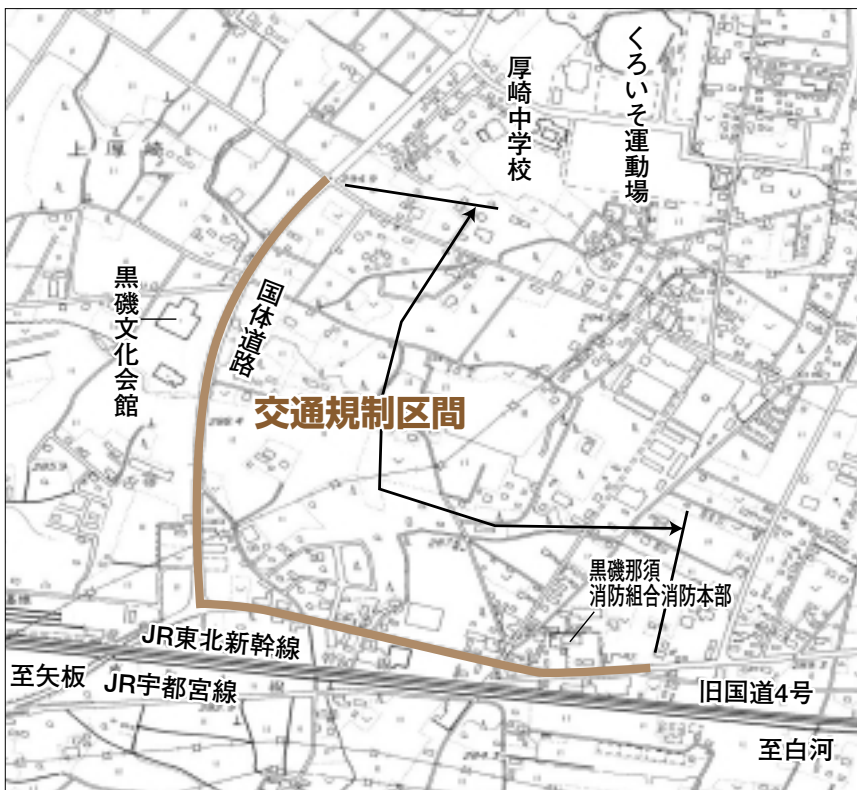 くろいそ運動場
厚崎中学校
上厚崎
294.9
黒磯文化会館
国体道路
交通規制区間
黒磯那須
消防組合消防本部
JR東北新幹線
至矢板
JR宇都宮線
旧国道4号
至白河